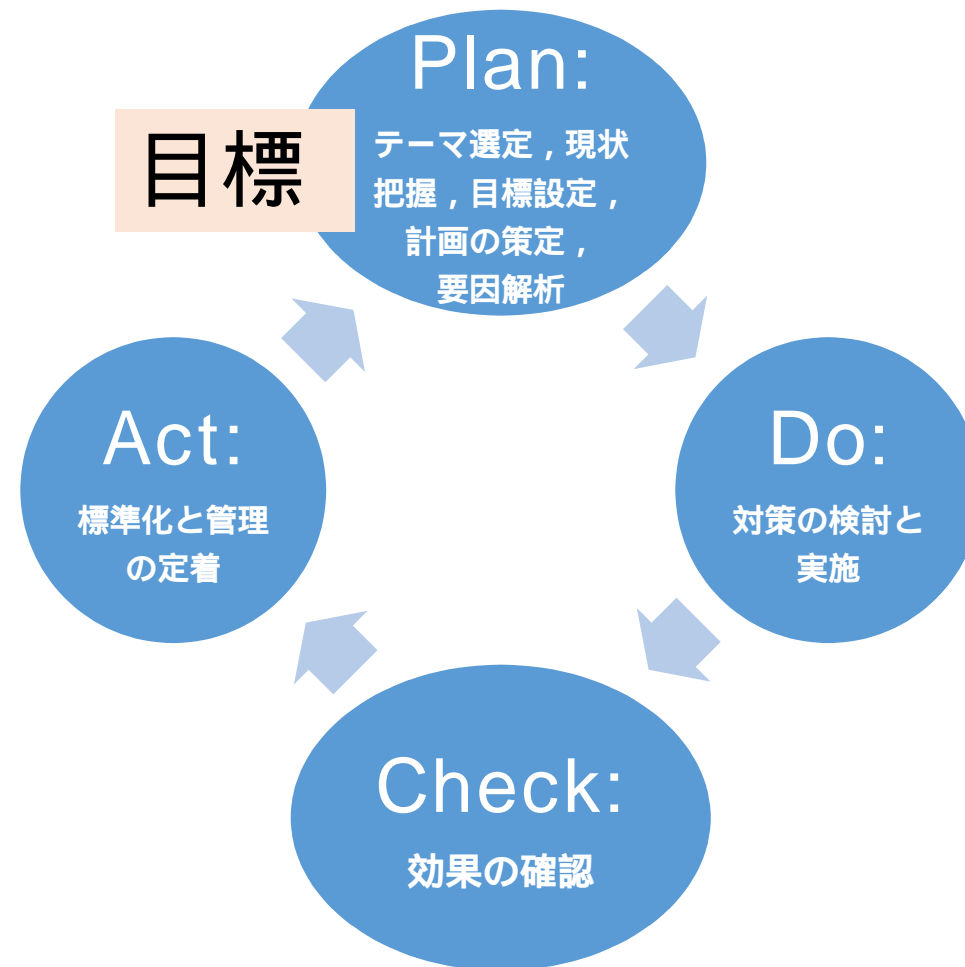 目標
Plan:
テーマ選定，現状
把握，目標設定，
計画の策定，
要因解析
Do:
対策の検討と
実施
Check:
効果の確認
Act:
標準化と管理
の定着